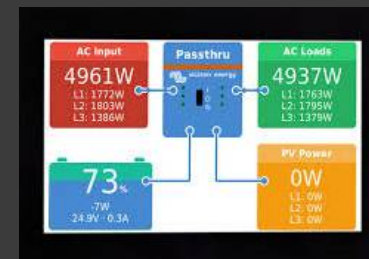 AC Input
4961W
L1: 1772W
L2: 1803W
L3: 1386W
Passthru
victron energy
AC Loads
4937W
L1: 1763W
L2: 1795W
L3: 1379W
73%
-7W
24.9V · 0.3A
PV Power
0W
L1: 0W
L2: 0W
L3: 0W